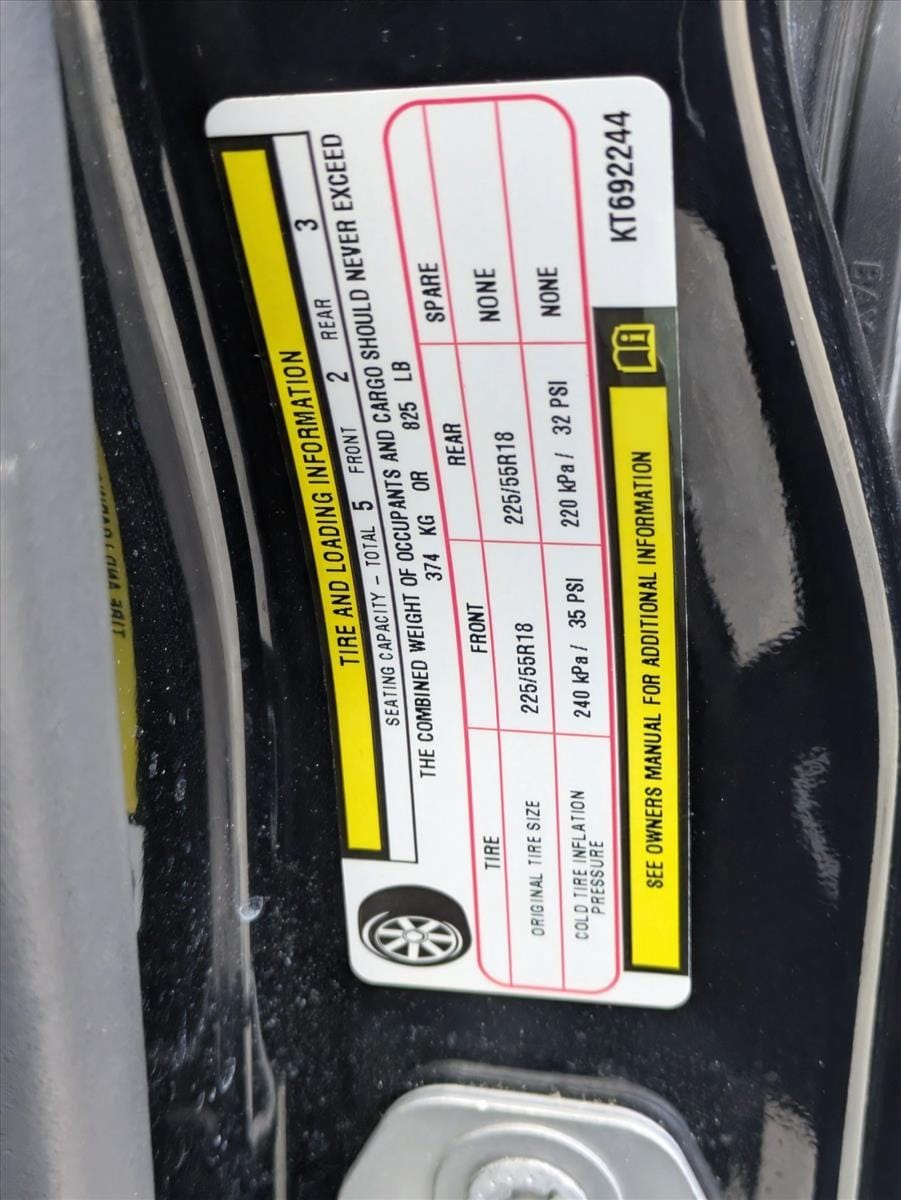 TIRE AND LOADING INFORMATION
SEATING CAPACITY - TOTAL 5 FRONT 2 REAR 3
THE COMBINED WEIGHT OF OCCUPANTS AND CARGO SHOULD NEVER EXCEED
374 KG OR 825 LB
TIRE FRONT REAR SPARE
ORIGINAL TIRE SIZE 225/55R18 225/55R18 NONE
COLD TIRE INFLATION
PRESSURE 240 kPa / 35 PSI 220 kPa / 32 PSI NONE
SEE OWNERS MANUAL FOR ADDITIONAL INFORMATION
KT692244